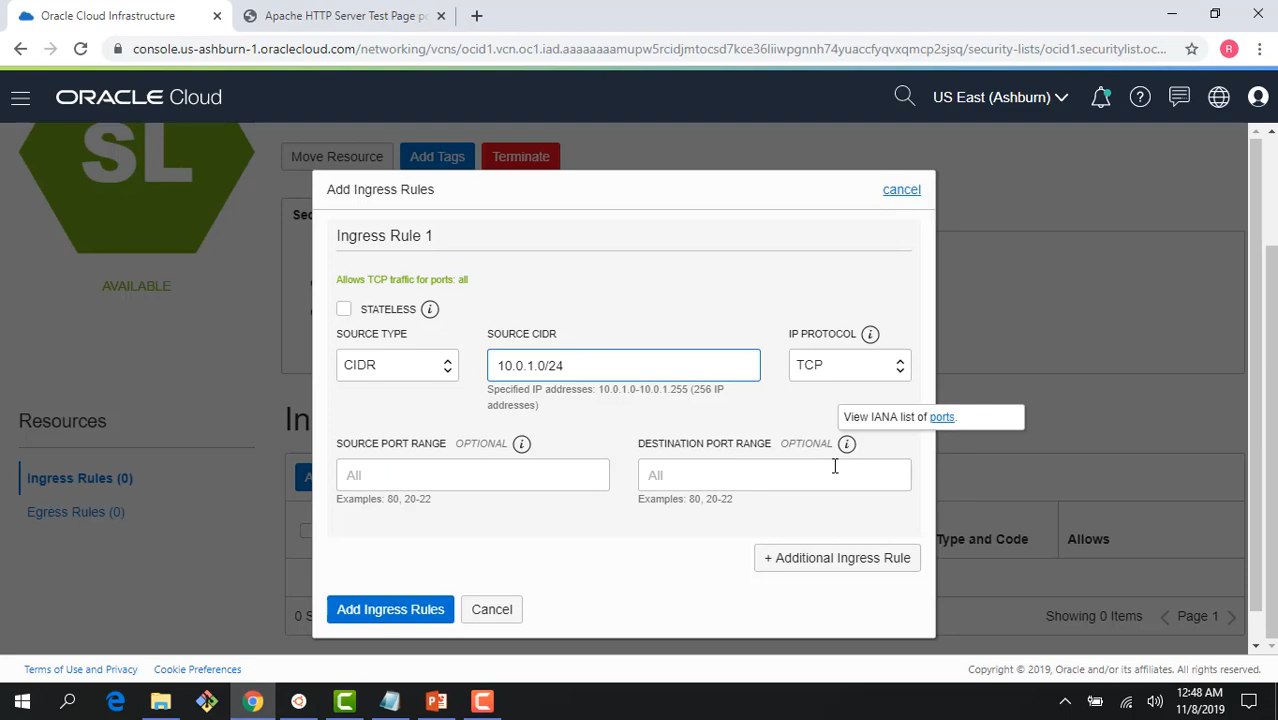 Oracle Cloud Infrastructure
Apache HTTP Server Test Page po
console.us-ashburn-1.oraclecloud.com/networking/vcns/ocid1.vcn.oc1.iad.aaaaaaaamupw5rcidjmtocsd7kce36liiwpgnnh74yuaccfyqvxqmcp2sjsq/security-lists/ocid1.securitylist.oc...
R
ORACLE Cloud
US East (Ashburn)
SL
Move Resource
Add Tags
Terminate
Add Ingress Rules
cancel
Sec
Ingress Rule 1
AVAILABLE
Allows TCP traffic for ports: all
STATELESS
SOURCE TYPE
SOURCE CIDR
IP PROTOCOL
CIDR
10.0.1.0/24
TCP
Specified IP addresses: 10.0.1.0-10.0.1.255 (256 IP
addresses)
View IANA list of ports.
Resources
In
SOURCE PORT RANGE OPTIONAL
DESTINATION PORT RANGE OPTIONAL
Ingress Rules (0)
A
All
All
Examples: 80, 20-22
Examples: 80, 20-22
Egress Rules (0)
Type and Code
Allows
+ Additional Ingress Rule
Add Ingress Rules
Cancel
0 S
Showing 0 Items
Page 1
Terms of Use and Privacy
Cookie Preferences
Copyright © 2019, Oracle and/or its affiliates. All rights reserved.
12:48 AM
11/8/2019